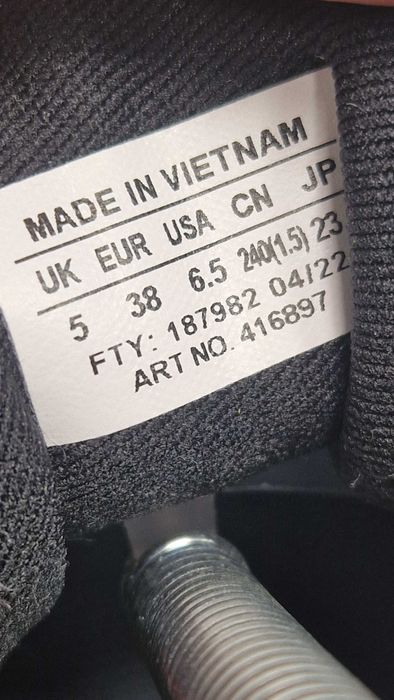 MADE IN VIETNAM
UK EUR USA CN JP
5 38 6.5 240(1.5) 23
FTY: 187982 04/22
ART NO. 416897